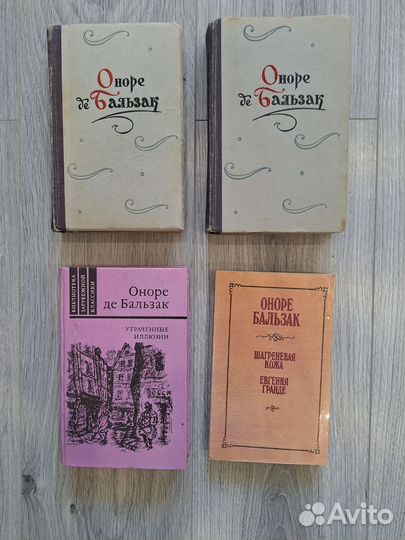 Оноре
де Бальзак
Оноре
де Бальзак
БИБЛИОТЕКА
ЗАРУБЕЖНОЙ
КЛАССИКИ
Оноре
де Бальзак
УТРАЧЕННЫЕ
ИЛЛЮЗИИ
ОНОРЕ
БАЛЬЗАК
ШАГРЕНЕВАЯ
КОЖА
ЕВГЕНИЯ
ГРАНДЕ
Avito